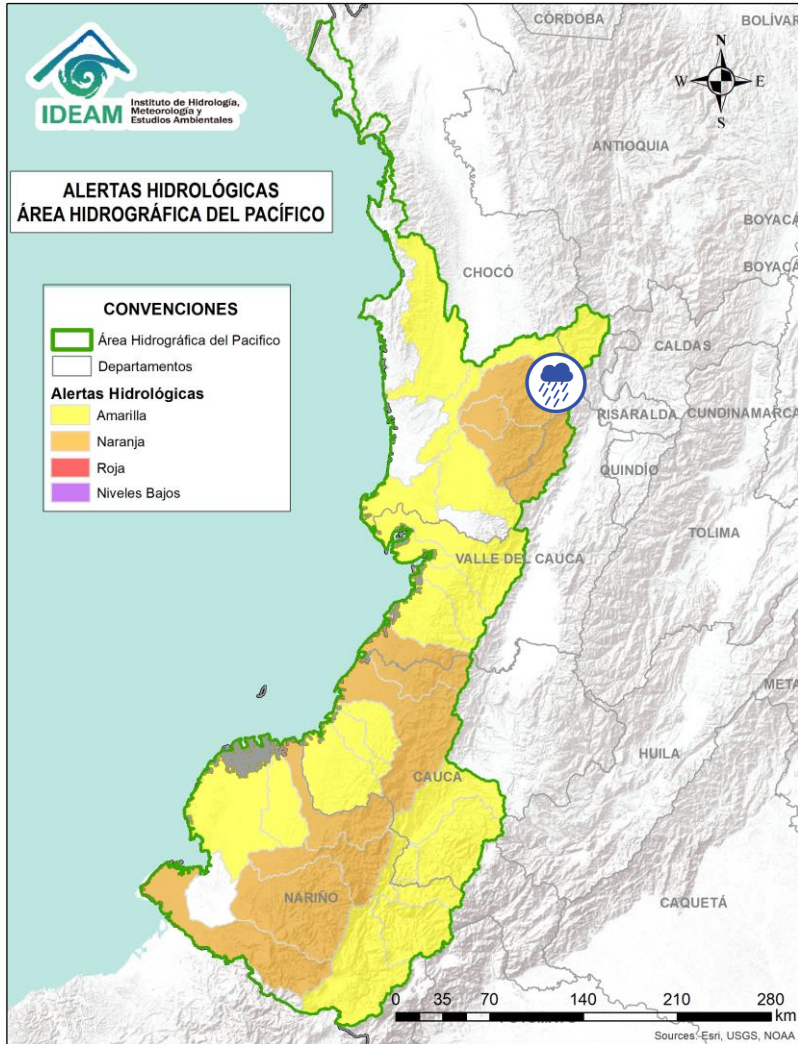 CÓRDOBA
BOLÍVAR
N
W
E
S
IDEAM
Instituto de Hidrología,
Meteorología y
Estudios Ambientales
ANTIOQUIA
ALERTAS HIDROLÓGICAS
ÁREA HIDROGRÁFICA DEL PACÍFICO
BOYACÁ
CHOCÓ
BOYACÁ
CONVENCIONES
Área Hidrográfica del Pacifico
Departamentos
Alertas Hidrológicas
Amarilla
Naranja
Roja
Niveles Bajos
CALDAS
RISARALDA
CUNDINAMARCA
QUINDÍO
TOLIMA
VALLE DEL CAUCA
META
HUILA
CAUCA
NARIÑO
CAQUETÁ
0 35 70 140 210 280
km
Sources: Esri, USGS, NOAA